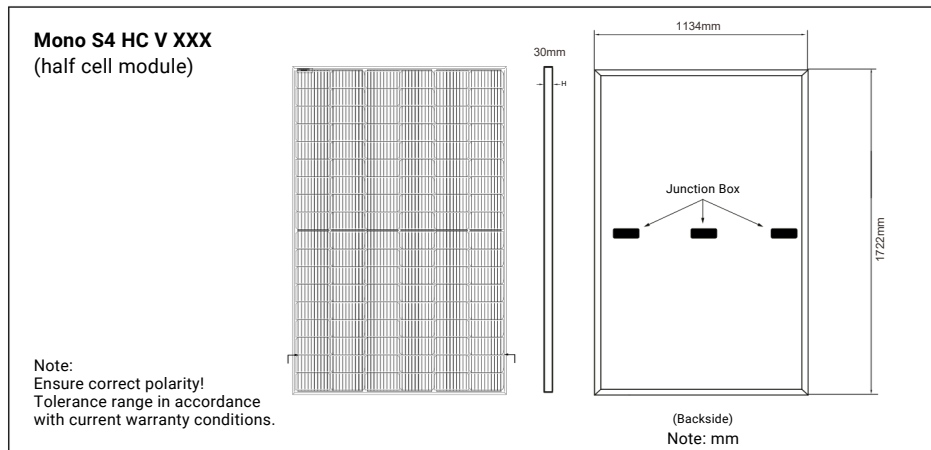 Mono S4 HC V XXX
(half cell module)
30mm
H
1134mm
Junction Box
1722mm
Note:
Ensure correct polarity!
Tolerance range in accordance
with current warranty conditions.
(Backside)
Note: mm